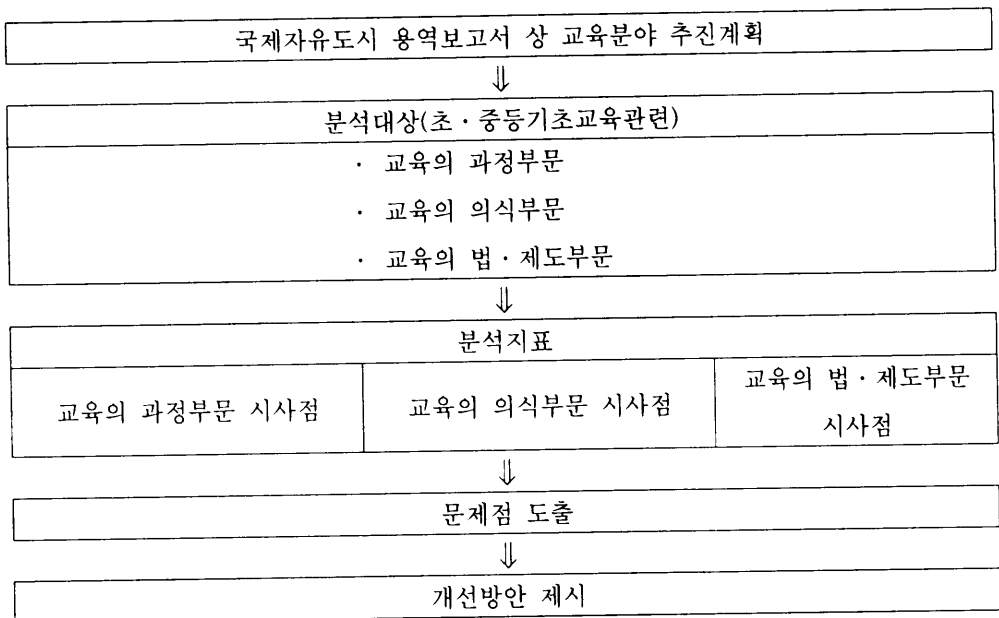 국제자유도시 용역보고서 상 교육분야 추진계획
⇓
분석대상(초·중등기초교육관련)
· 교육의 과정부문
· 교육의 의식부문
· 교육의 법·제도부문
⇓
분석지표
교육의 과정부문 시사점
교육의 의식부문 시사점
교육의 법·제도부문
시사점
⇓
문제점 도출
⇓
개선방안 제시